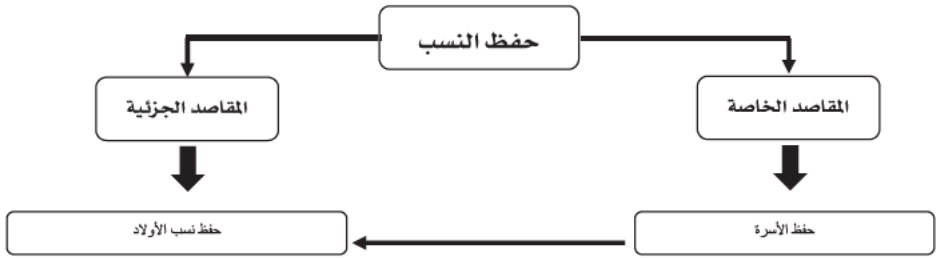 حفظ النسب
المقاصد الخاصة
المقاصد الجزئية
حفظ الأسرة
حفظ نسب الأولاد